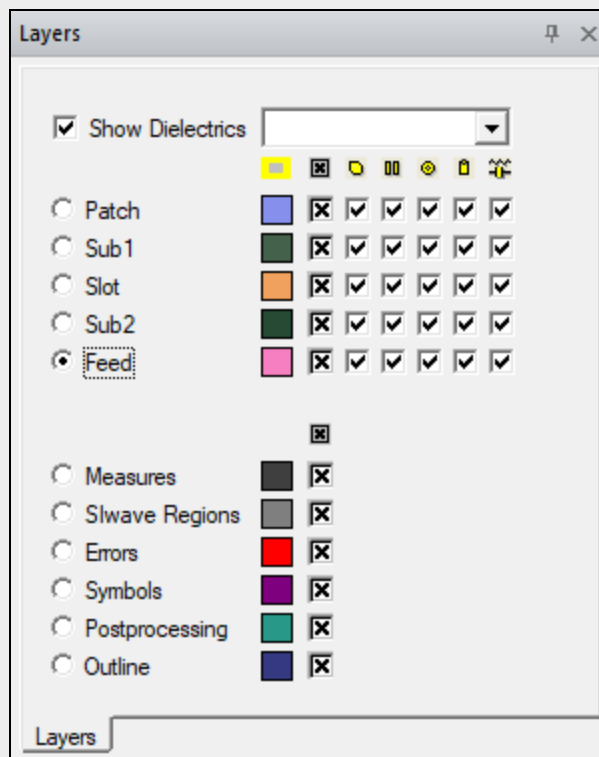 Layers
Show Dielectrics
Patch
Sub1
Slot
Sub2
Feed
Measures
SIwave Regions
Errors
Symbols
Postprocessing
Outline
Layers